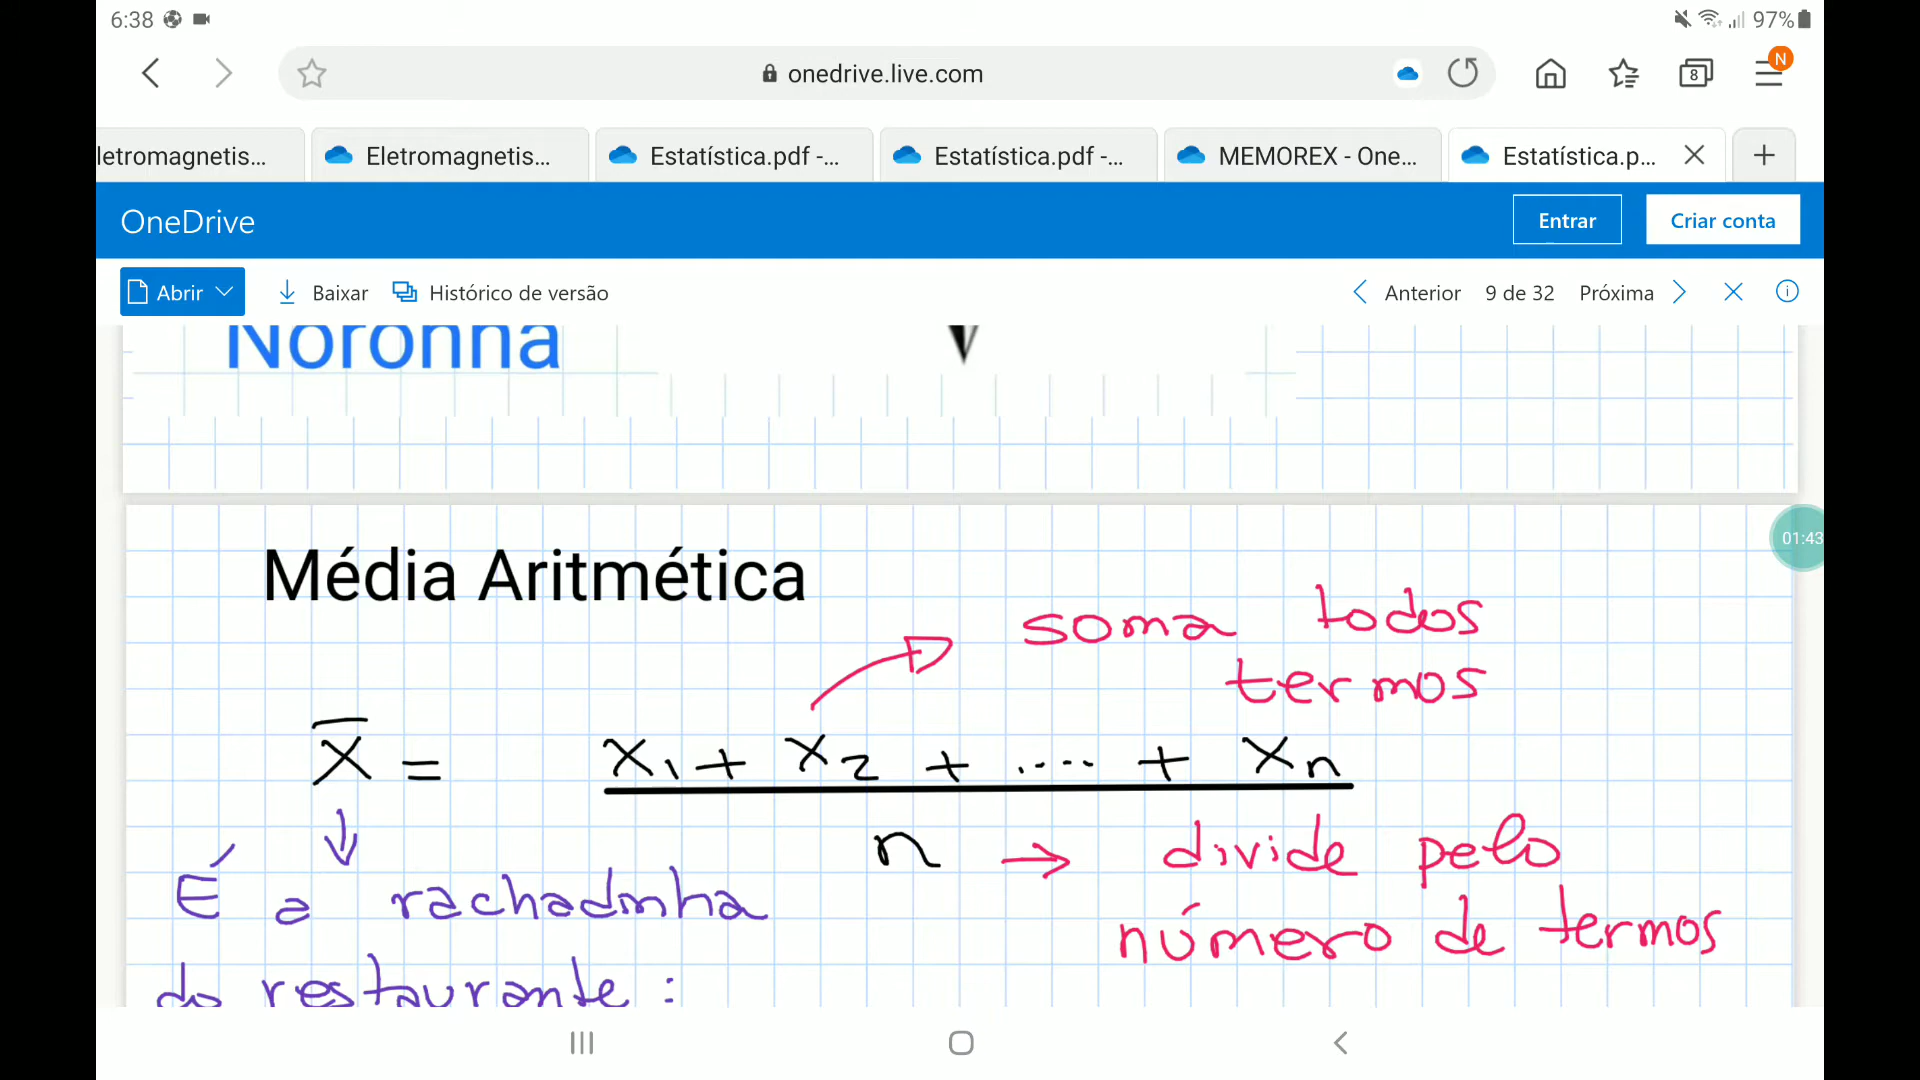 6:38 97%
onedrive.live.com 8 N
letromagnetis... Eletromagnetis... Estatística.pdf -... Estatística.pdf -... MEMOREX - One... Estatística.p...
OneDrive Entrar Criar conta
Abrir Baixar Histórico de versão Anterior 9 de 32 Próxima
Noronha
01:43
Média Aritmética
soma todos
termos
X̅ = x₁ + x₂ + .... + xₙ
n → divide pelo
número de termos
É a rachadinha
do restaurante :